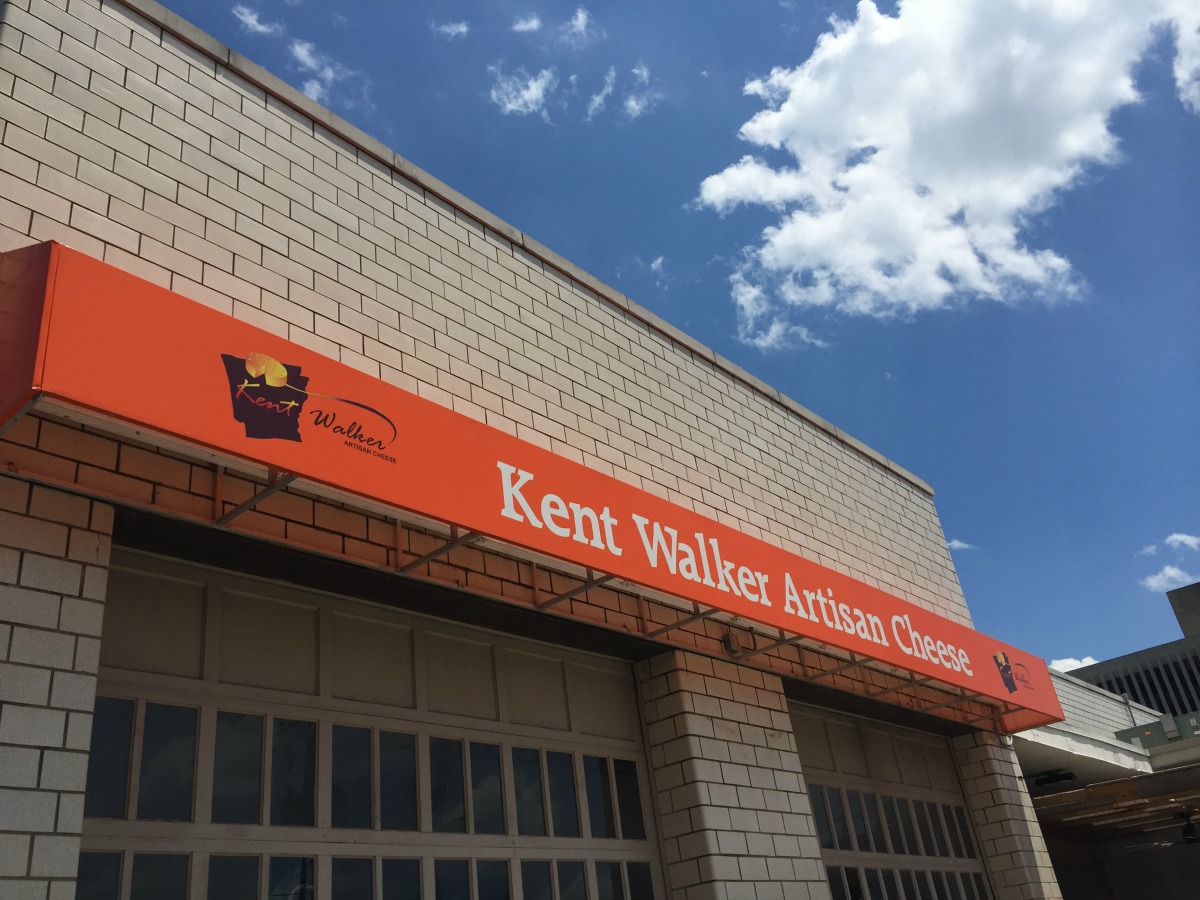 Kent
Walker
ARTISAN CHEESE
Kent Walker Artisan Cheese